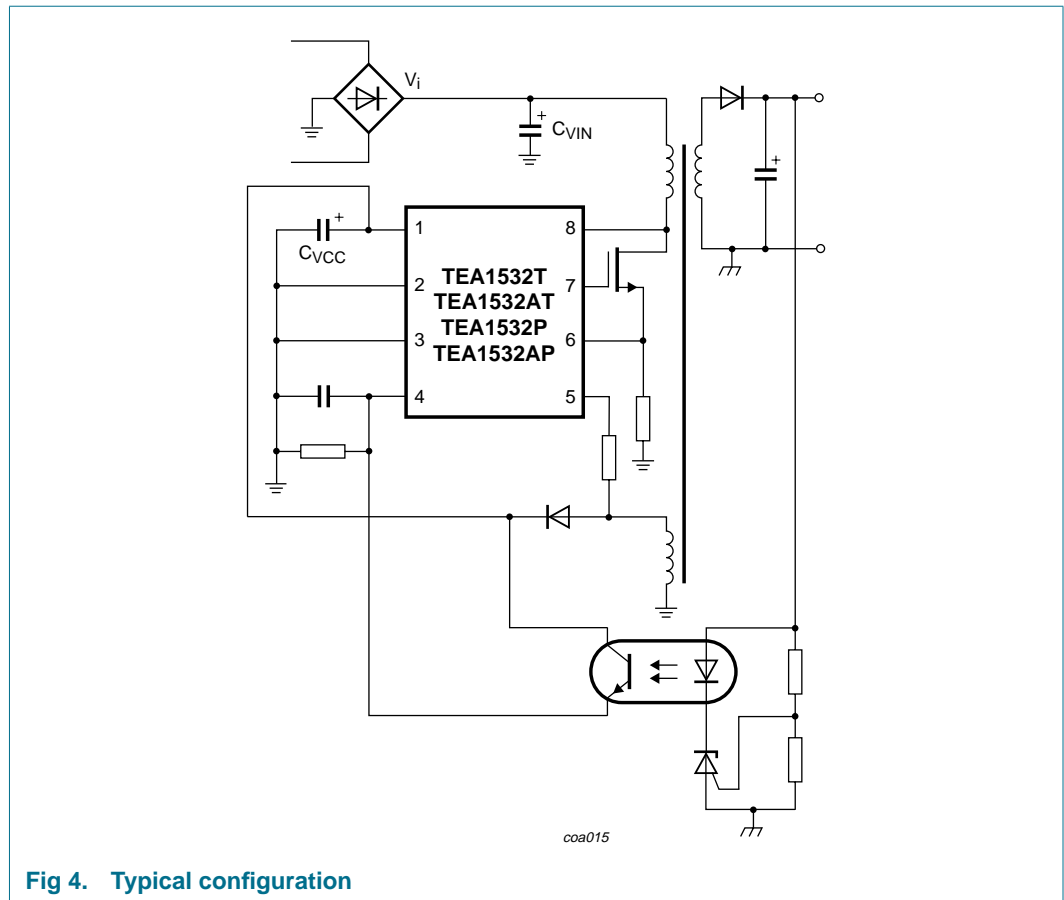 Vi
+
CVIN
+
+
CVCC
1
8
TEA1532T
2
7
TEA1532AT
TEA1532P
3
6
TEA1532AP
4
5
coa015
Fig 4. Typical configuration